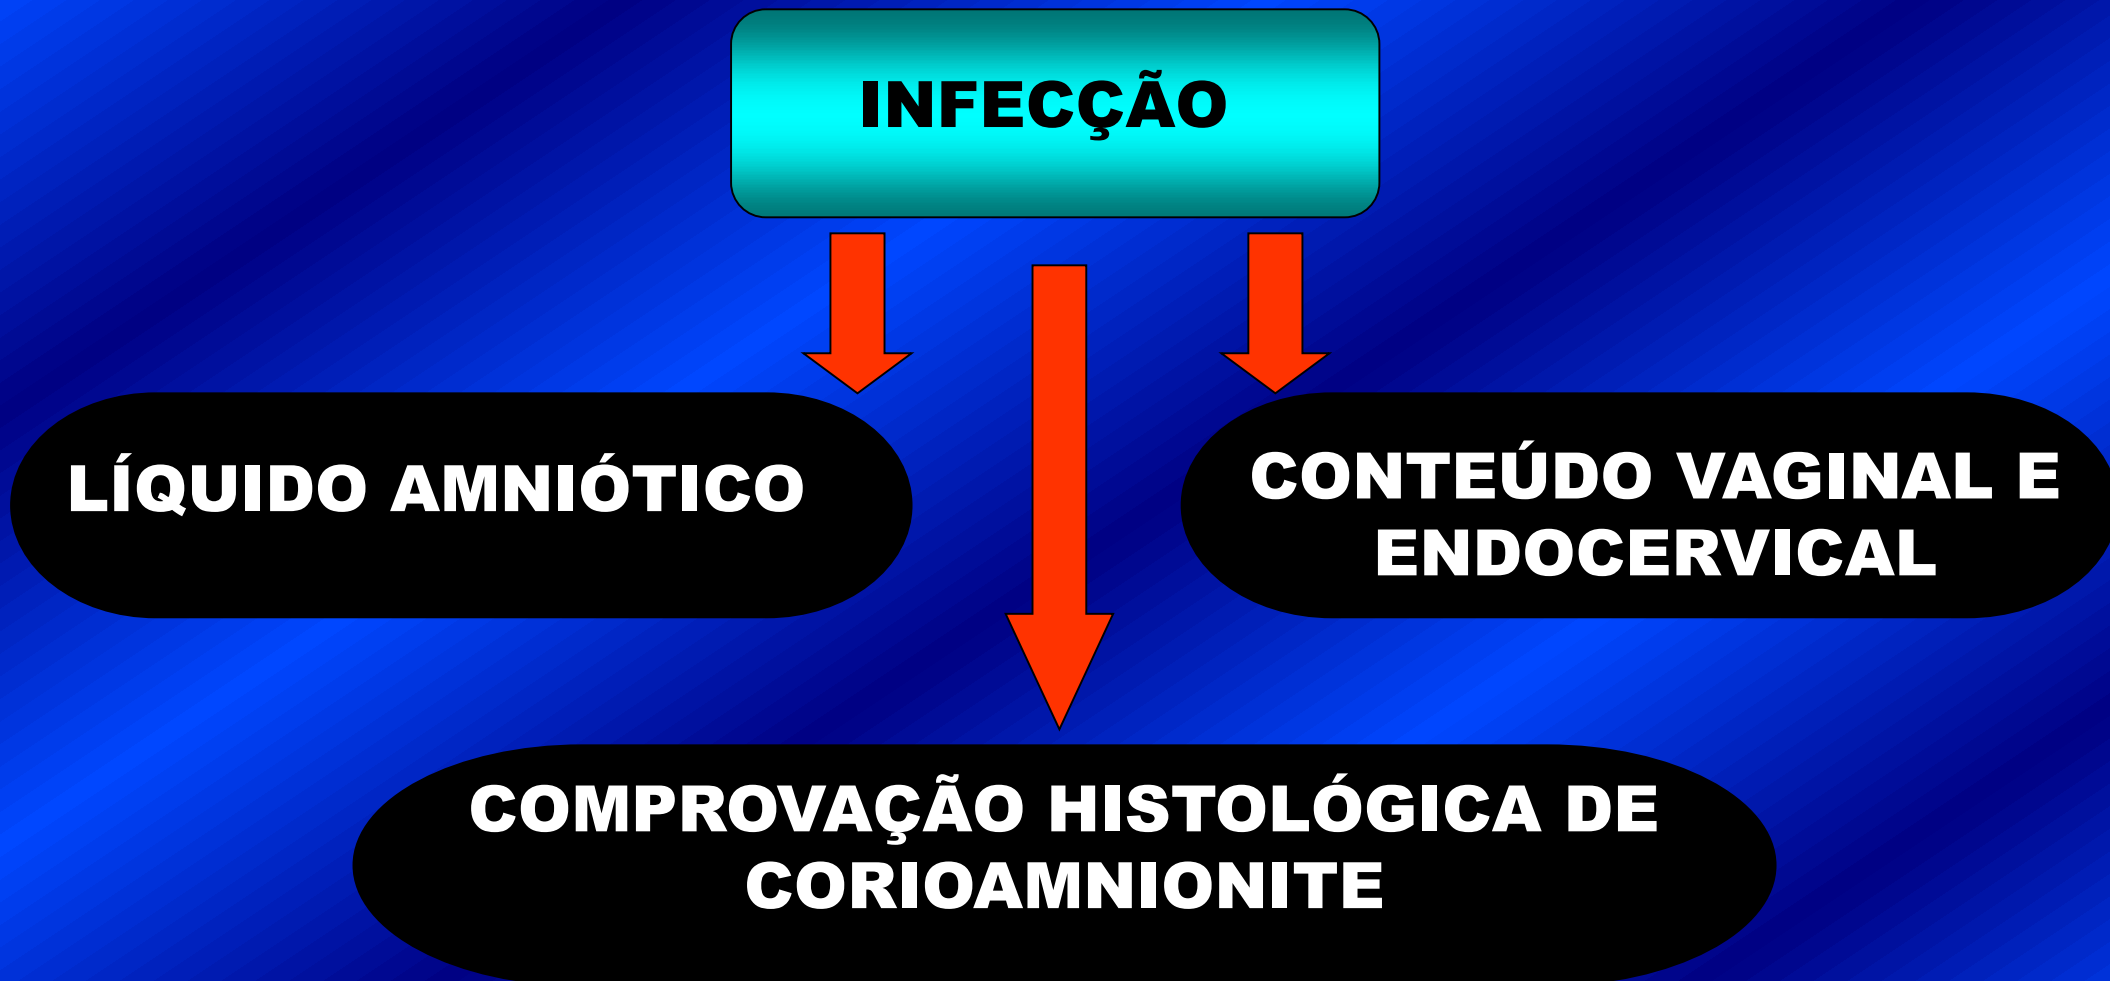 INFECÇÃO
LÍQUIDO AMNIÓTICO
CONTEÚDO VAGINAL E
ENDOCERVICAL
COMPROVAÇÃO HISTOLÓGICA DE
CORIOAMNIONITE